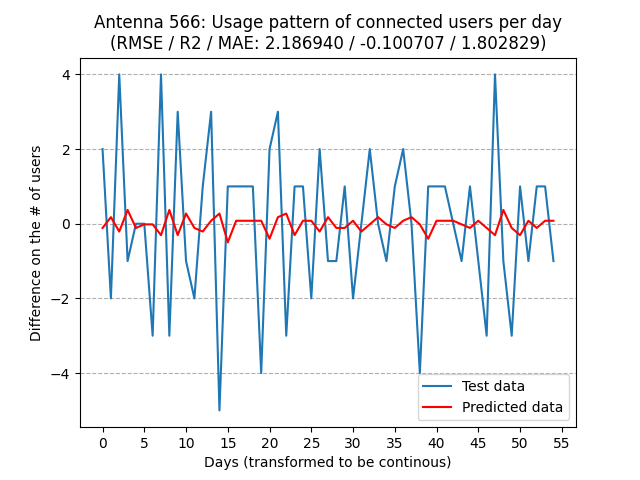 Antenna 566: Usage pattern of connected users per day
(RMSE / R2 / MAE: 2.186940 / -0.100707 / 1.802829)
Difference on the # of users
4
2
0
−2
−4
Test data
Predicted data
0 5 10 15 20 25 30 35 40 45 50 55
Days (transformed to be continous)